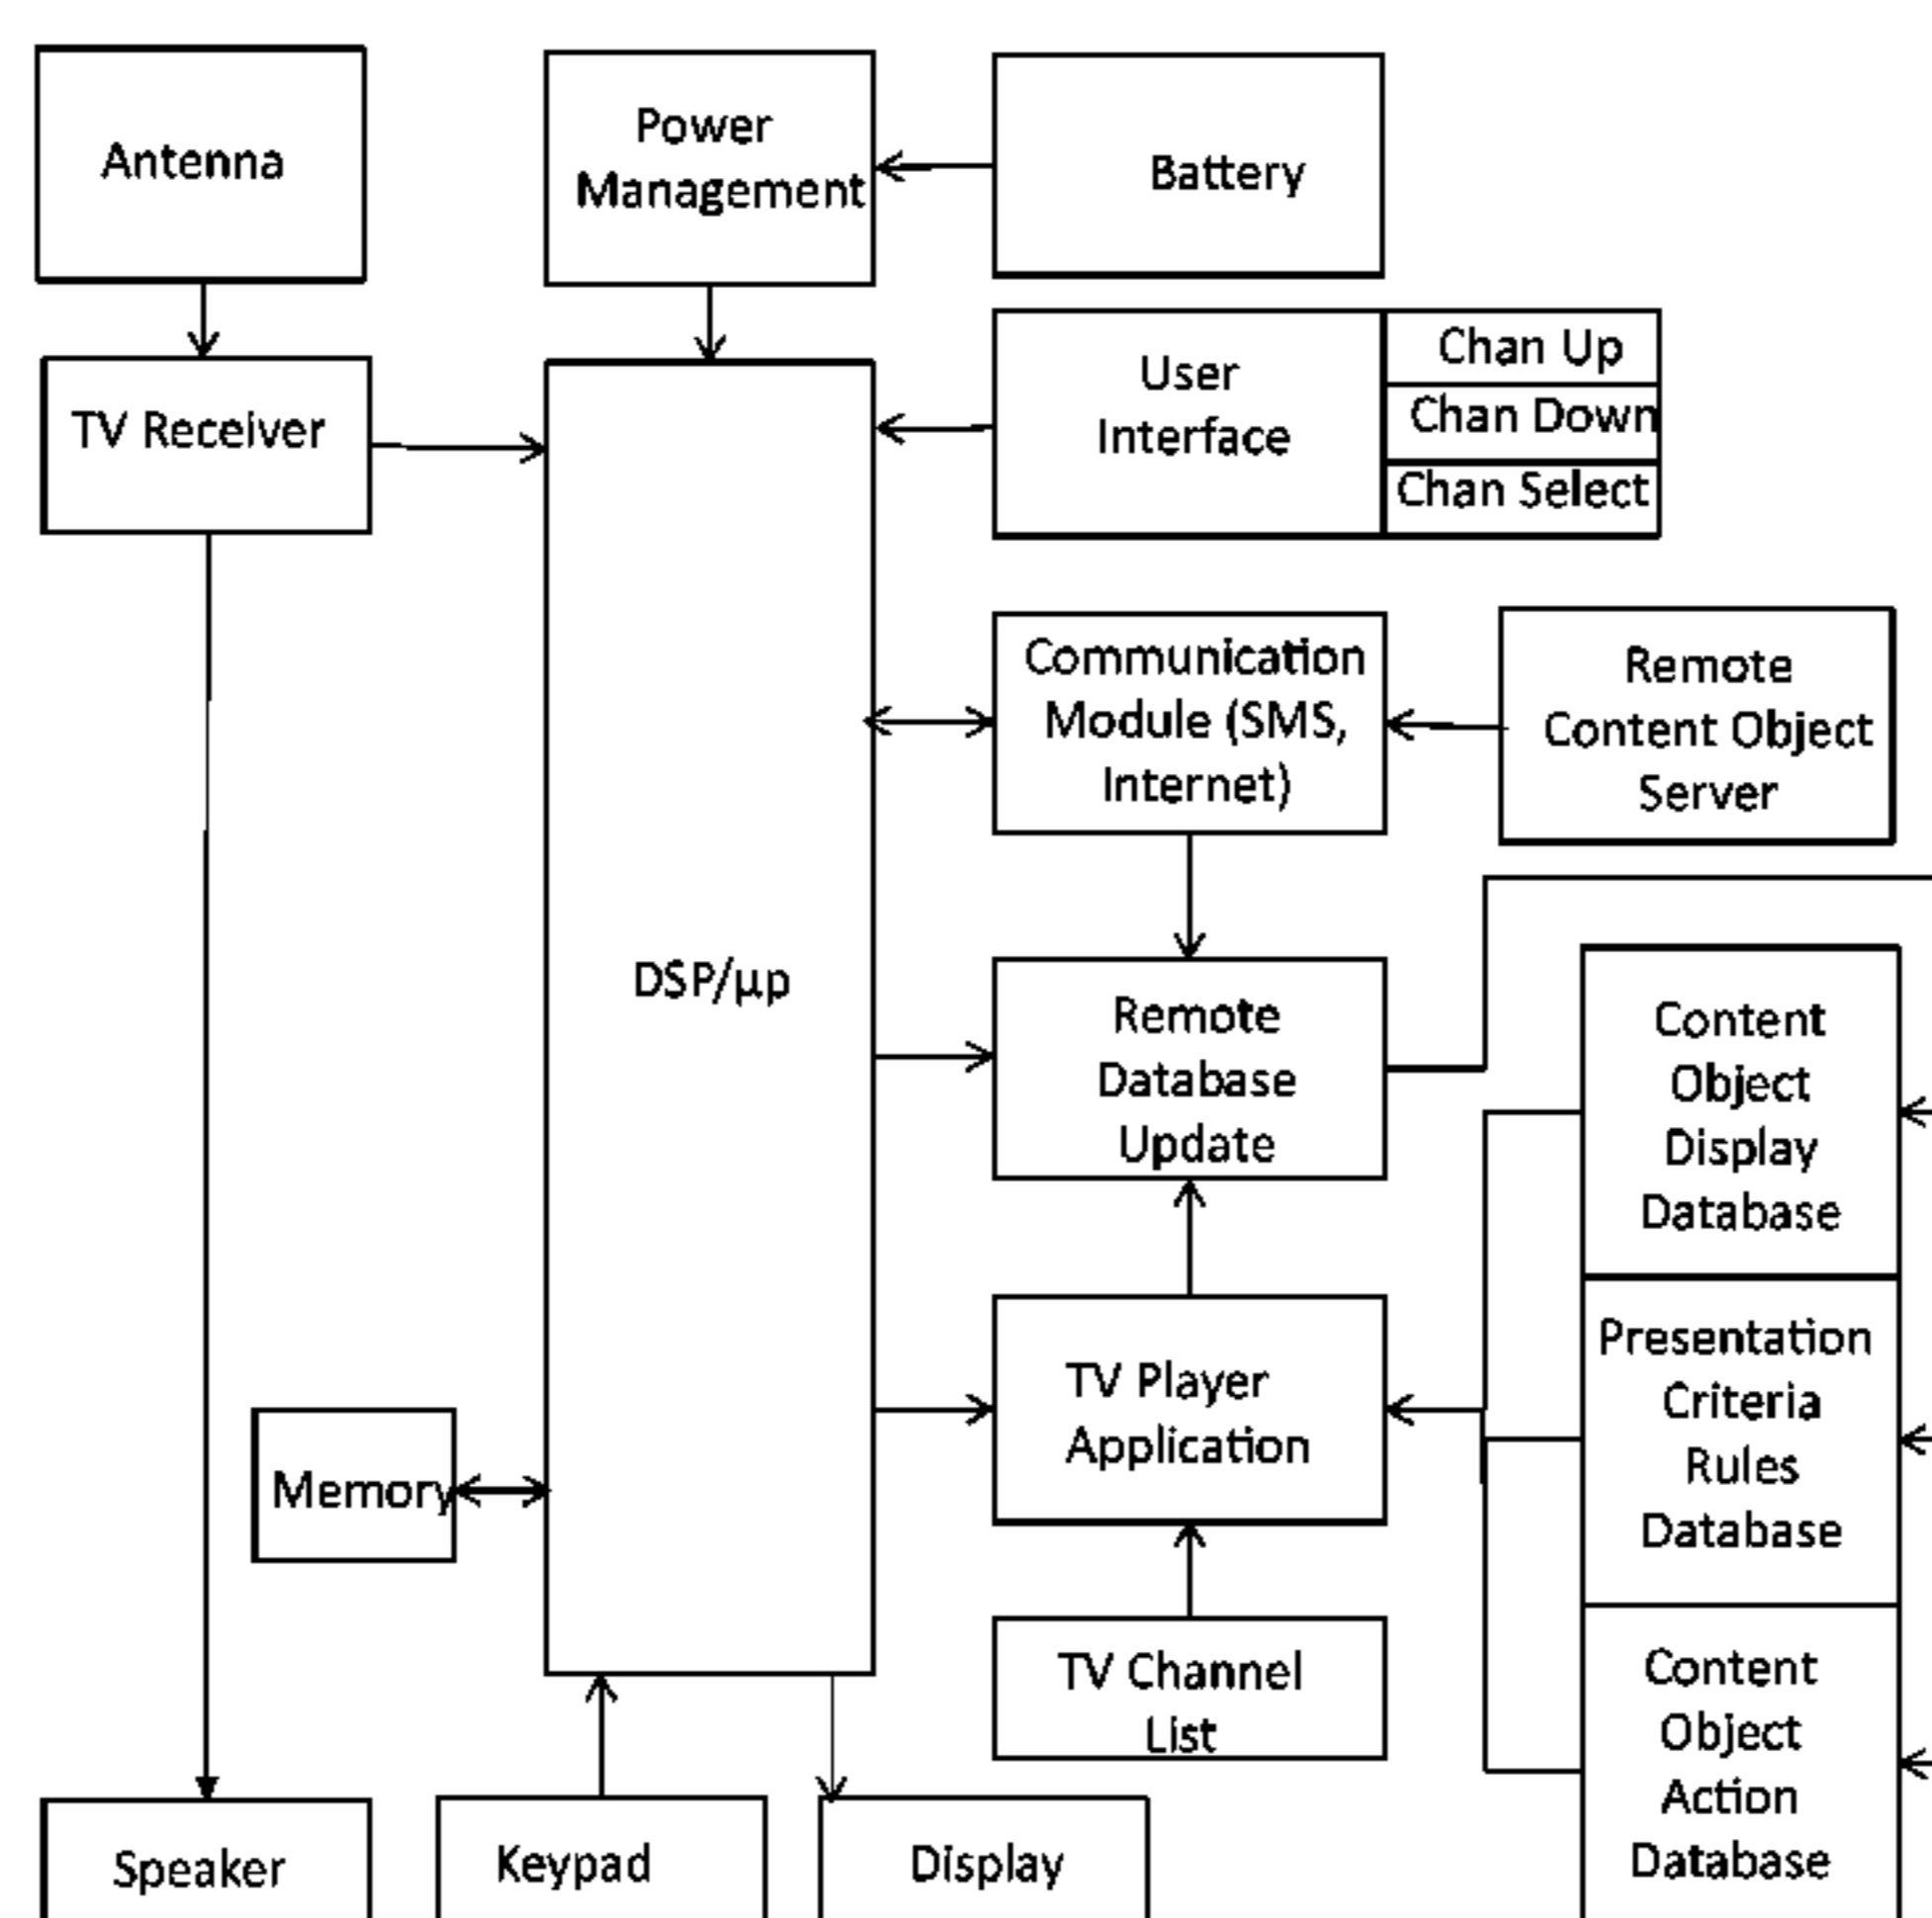 Antenna
Power
Management
Battery
TV Receiver
User
Interface
Chan Up
Chan Down
Chan Select
Communication
Module (SMS,
Internet)
Remote
Content Object
Server
DSP/µp
Remote
Database
Update
Content
Object
Display
Database
TV Player
Application
Presentation
Criteria
Rules
Database
Memory
TV Channel
List
Content
Object
Action
Database
Speaker
Keypad
Display